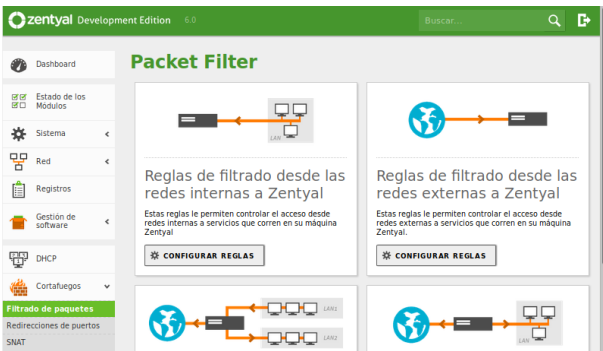 zentyal Development Edition 6.0
Buscar...
Dashboard
Estado de los
Módulos
Sistema
Red
Registros
Gestión de
software
DHCP
Cortafuegos
Filtrado de paquetes
Redirecciones de puertos
SNAT
Packet Filter
LAN
Reglas de filtrado desde las
redes internas a Zentyal
Estas reglas le permiten controlar el acceso desde
redes internas a servicios que corren en su máquina
Zentyal
CONFIGURAR REGLAS
Reglas de filtrado desde las
redes externas a Zentyal
Estas reglas le permiten controlar el acceso desde
redes externas a servicios que corren en su máquina
Zentyal.
CONFIGURAR REGLAS
LAN1
LAN2
LAN